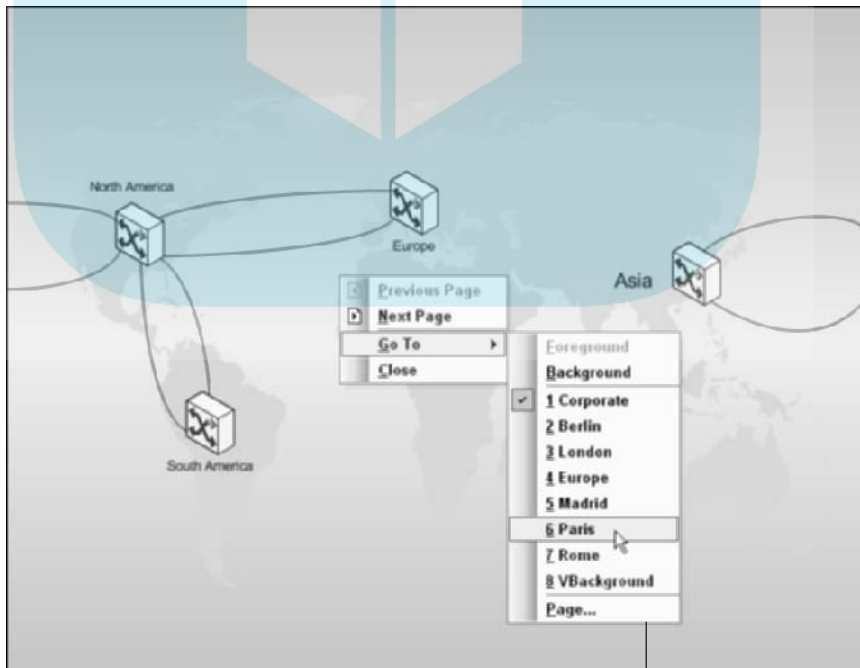 North America
Europe
Asia
South America
Previous Page
Next Page
Go To
Close
Foreground
Background
1 Corporate
2 Berlin
3 London
4 Europe
5 Madrid
6 Paris
7 Rome
8 VBackground
Page...